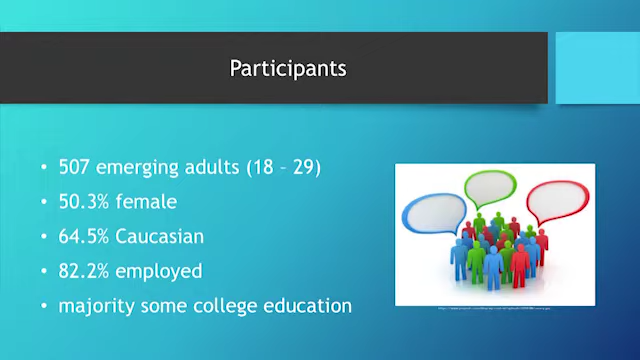 Participants
• 507 emerging adults (18 – 29)
• 50.3% female
• 64.5% Caucasian
• 82.2% employed
• majority some college education